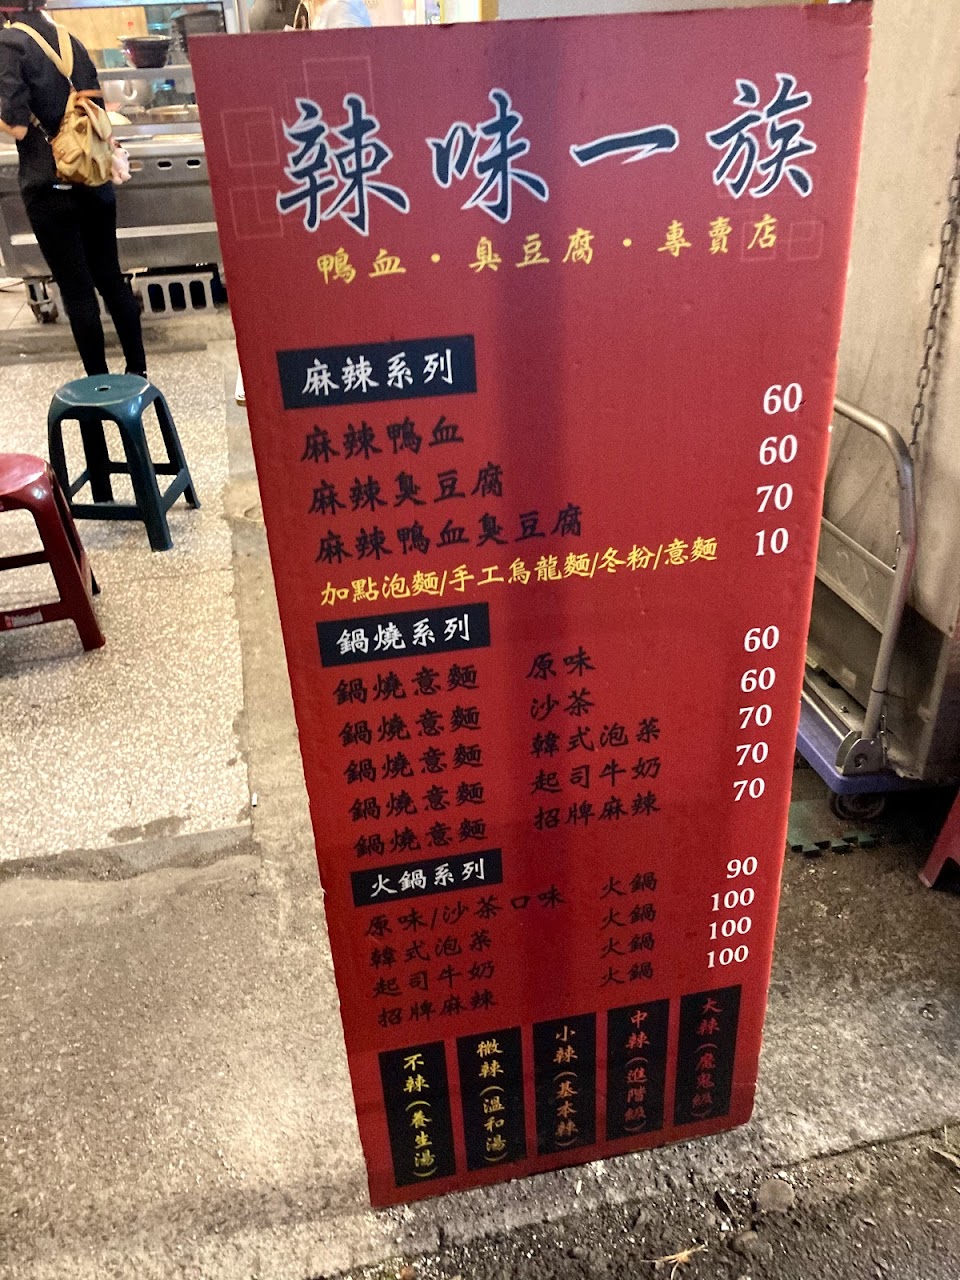 辣味一族
鴨血·臭豆腐·專賣店
麻辣系列
麻辣鴨血 60
麻辣臭豆腐 60
麻辣鴨血臭豆腐 70
加點泡麵/手工烏龍麵/冬粉/意麵 10
鍋燒系列
鍋燒意麵 原味 60
鍋燒意麵 沙茶 60
鍋燒意麵 韓式泡菜 70
鍋燒意麵 起司牛奶 70
鍋燒意麵 招牌麻辣 70
火鍋系列
原味/沙茶口味 火鍋 90
韓式泡菜 火鍋 100
起司牛奶 火鍋 100
招牌麻辣 火鍋 100
不辣(養生湯)
微辣(溫和湯)
小辣(基本辣)
中辣(進階級)
大辣(魔鬼級)